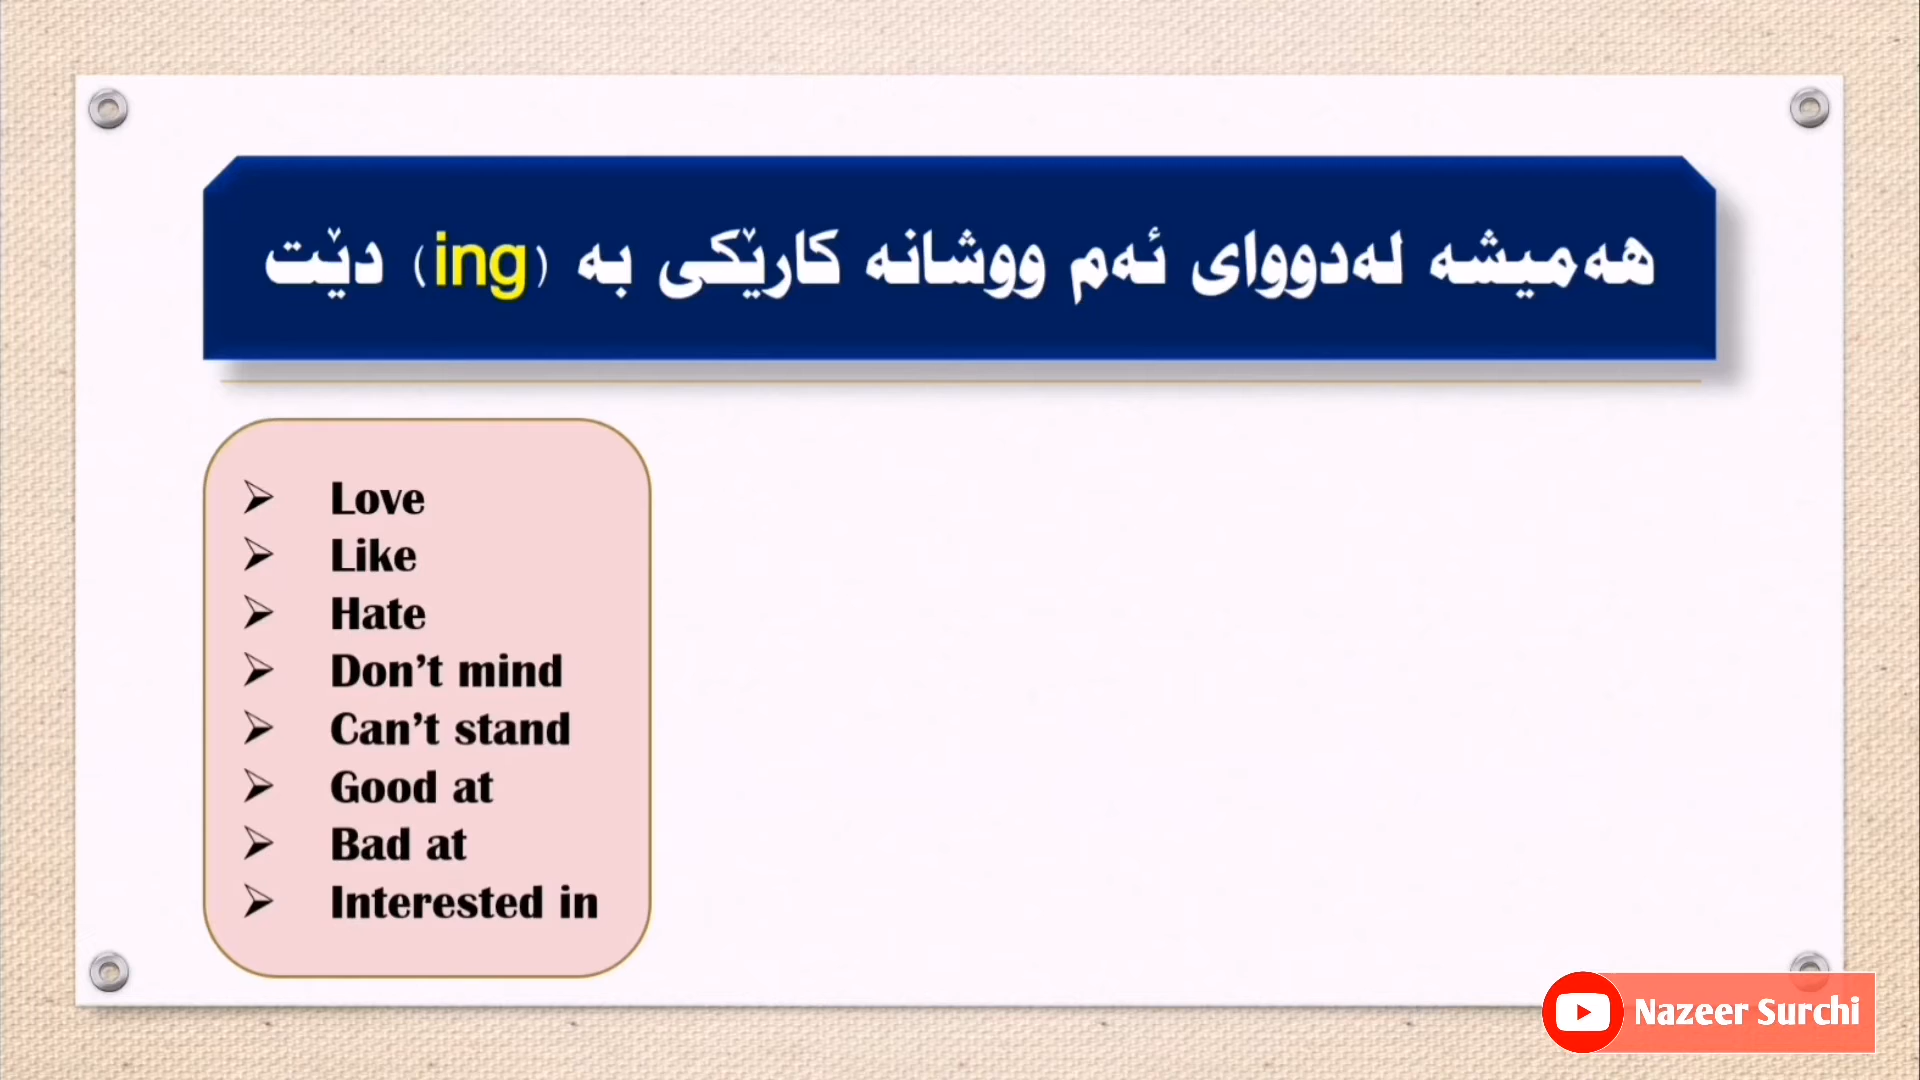 هەمیشە لەدووای ئەم ووشانە کارێکی بە (ing) دێت
Love
Like
Hate
Don’t mind
Can’t stand
Good at
Bad at
Interested in
Nazeer Surchi